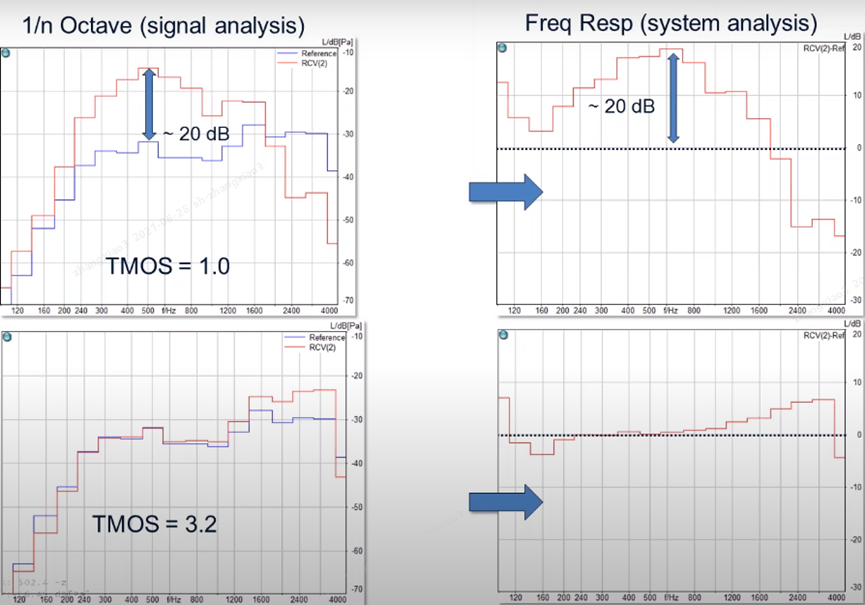 1/n Octave (signal analysis)
Freq Resp (system analysis)
L/dB[Pa]
Reference
RCV(2)
-10
-20
-30
-40
-50
-60
-70
~ 20 dB
TMOS = 1.0
120 160 200 240 300 400 500 f/Hz 800 1200 1600 2400 4000
L/dB
RCV(2)-Ref
20
10
0
-10
-20
-30
~ 20 dB
120 160 200 240 300 400 500 f/Hz 800 1200 1600 2400 4000
L/dB[Pa]
Reference
RCV(2)
-10
-20
-30
-40
-50
-60
-70
TMOS = 3.2
120 160 200 240 300 400 500 f/Hz 800 1200 1600 2400 4000
L/dB
RCV(2)-Ref
10
0
-10
-20
-30
120 160 200 240 300 400 500 f/Hz 800 1200 1600 2400 4000